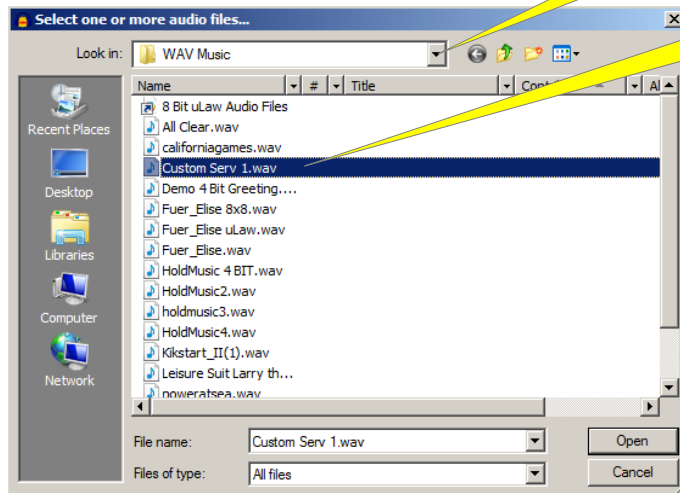 Select one or more audio files...
Look in: WAV Music
Name # Title
8 Bit uLaw Audio Files
All Clear.wav
californiagames.wav
Custom Serv 1.wav
Demo 4 Bit Greeting....
Fuer_Elise 8x8.wav
Fuer_Elise uLaw.wav
Fuer_Elise.wav
HoldMusic 4 BIT.wav
HoldMusic2.wav
holdmusic3.wav
HoldMusic4.wav
Kikstart_II(1).wav
Leisure Suit Larry th...
poweratsea.wav
Recent Places
Desktop
Libraries
Computer
Network
File name: Custom Serv 1.wav Open
Files of type: All files Cancel